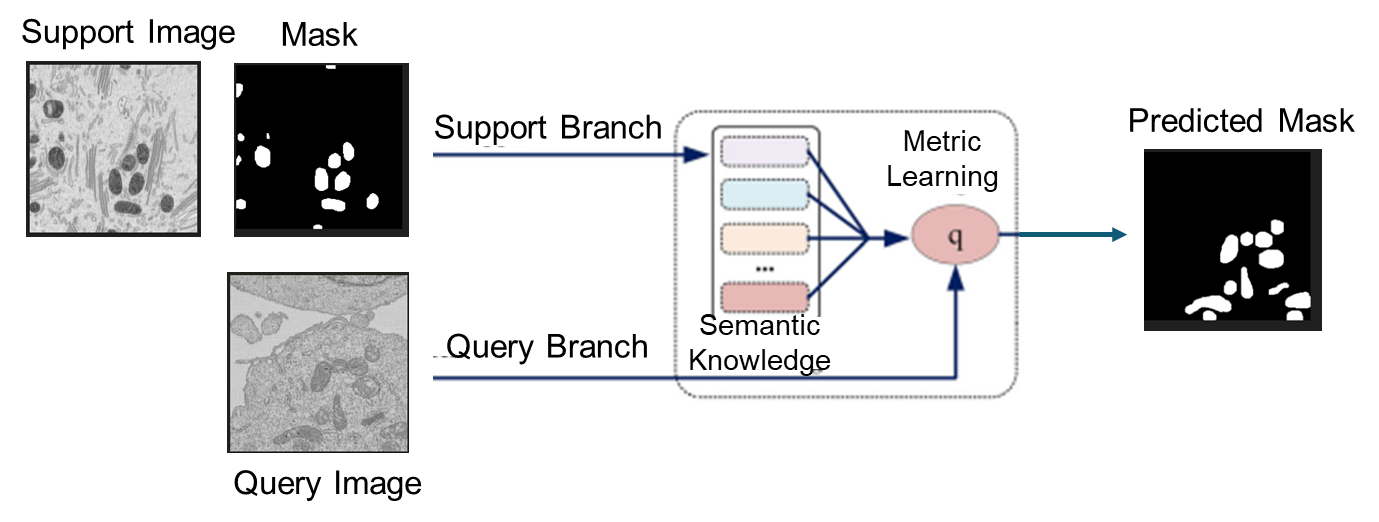 Support Image
Mask
Support Branch
Metric
Learning
Predicted Mask
q
...
Semantic
Knowledge
Query Branch
Query Image